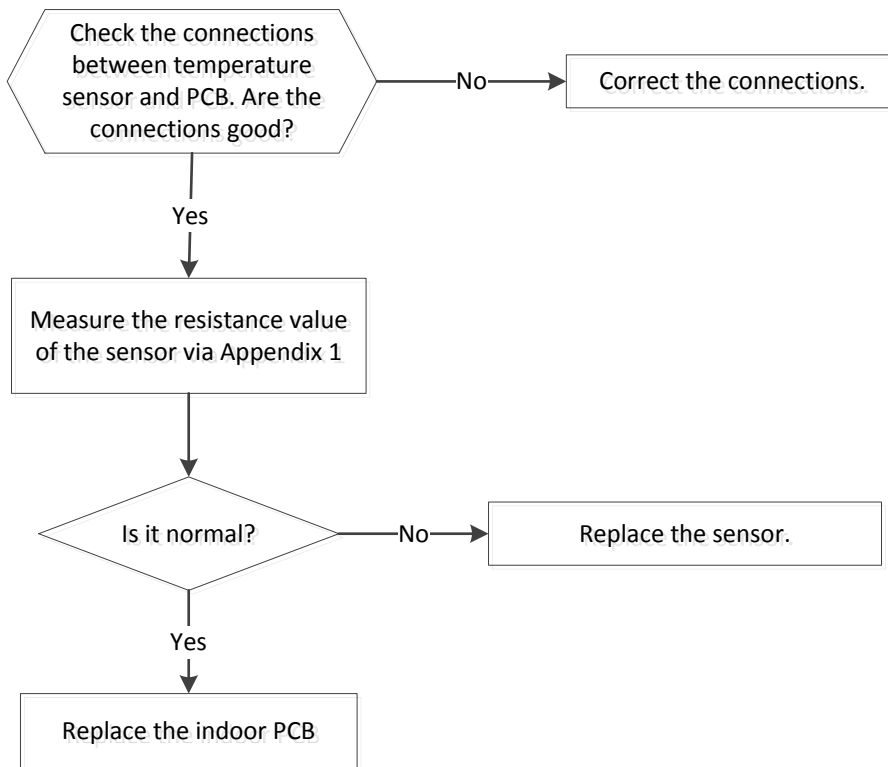 Check the connections
between temperature
sensor and PCB. Are the
connections good?
No
Correct the connections.
Yes
Measure the resistance value
of the sensor via Appendix 1
Is it normal?
No
Replace the sensor.
Yes
Replace the indoor PCB